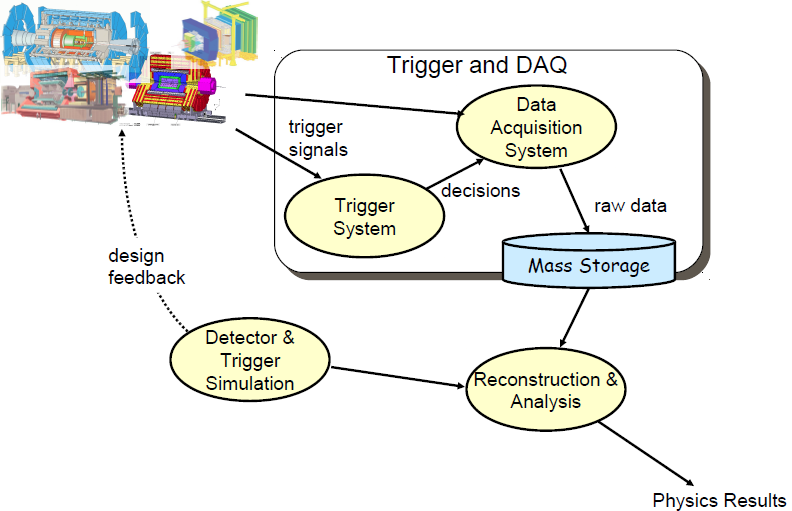 Trigger and DAQ
Data
Acquisition
System
trigger
signals
decisions
Trigger
System
raw data
Mass Storage
design
feedback
Detector &
Trigger
Simulation
Reconstruction &
Analysis
Physics Results